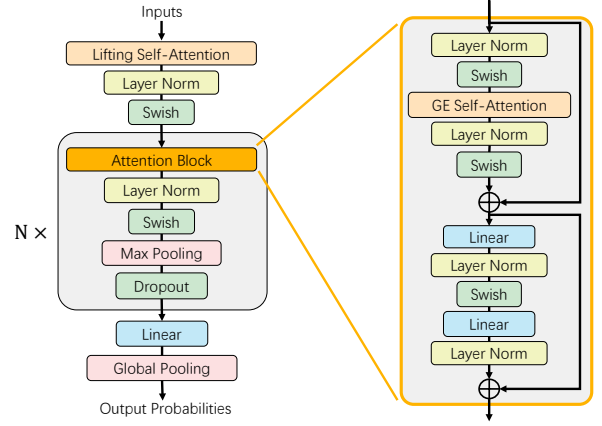 Inputs
Lifting Self-Attention
Layer Norm
Swish
N ×
Attention Block
Layer Norm
Swish
Max Pooling
Dropout
Linear
Global Pooling
Output Probabilities
Layer Norm
Swish
GE Self-Attention
Layer Norm
Swish
Linear
Layer Norm
Swish
Linear
Layer Norm